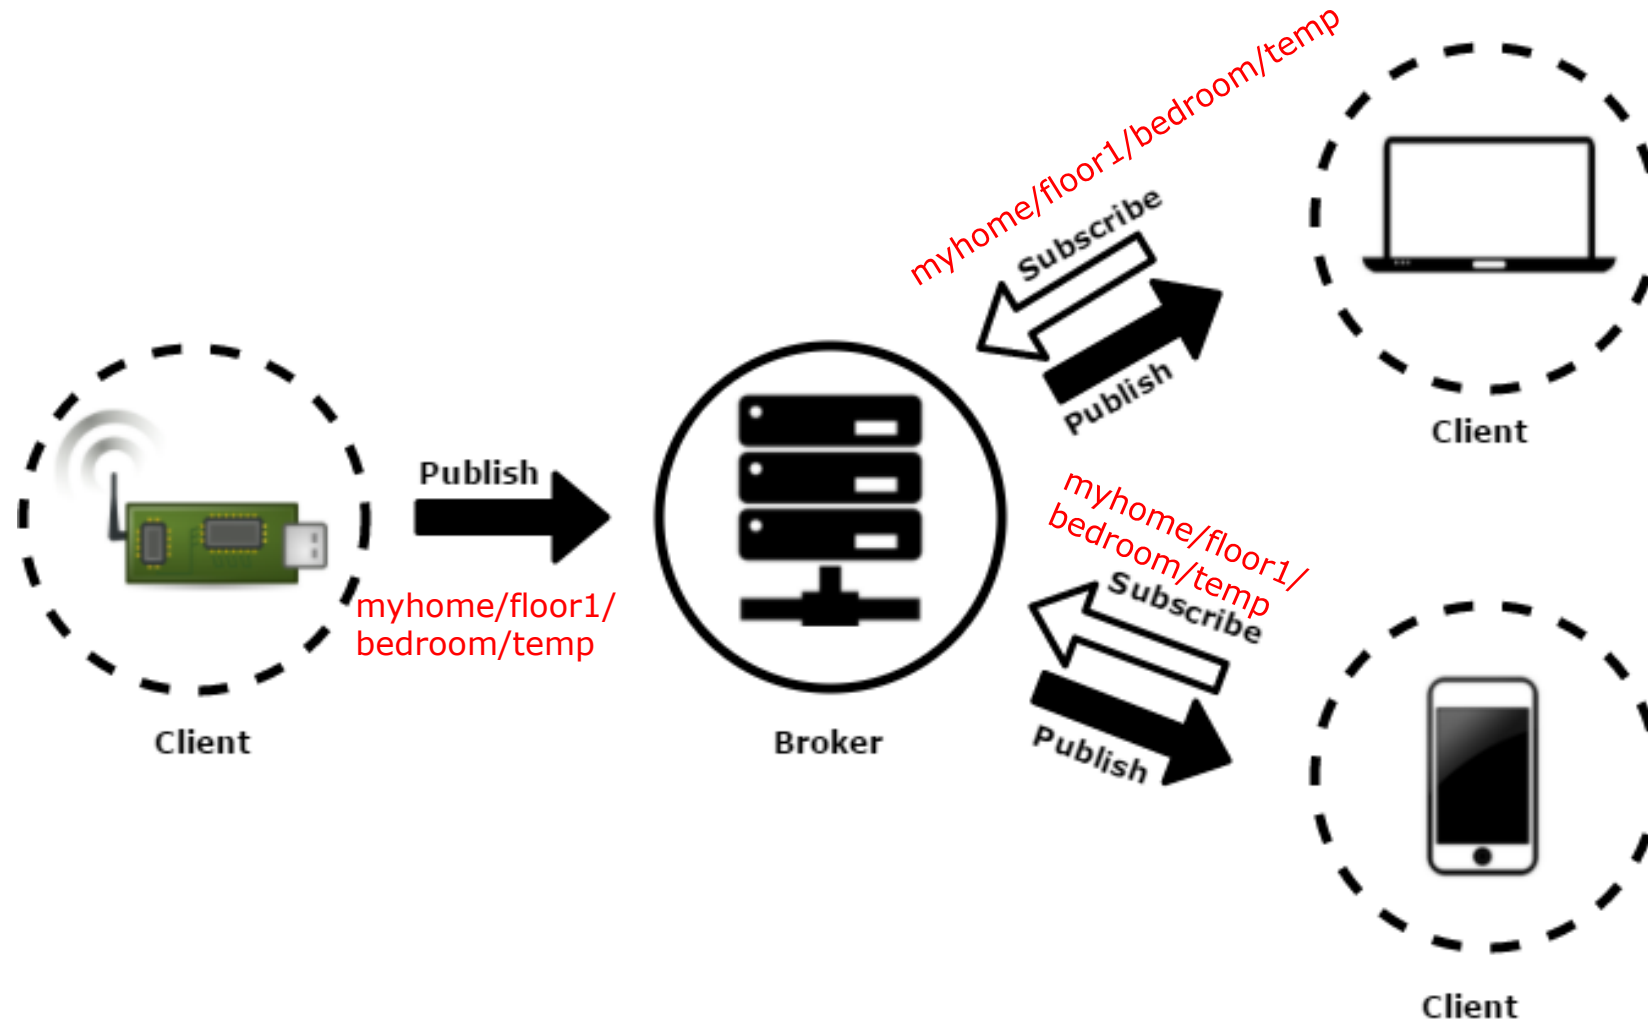 myhome/floor1/bedroom/temp
Subscribe
Publish
Client
Publish
myhome/floor1/
bedroom/temp
Client
Broker
myhome/floor1/
bedroom/temp
Subscribe
Publish
Client